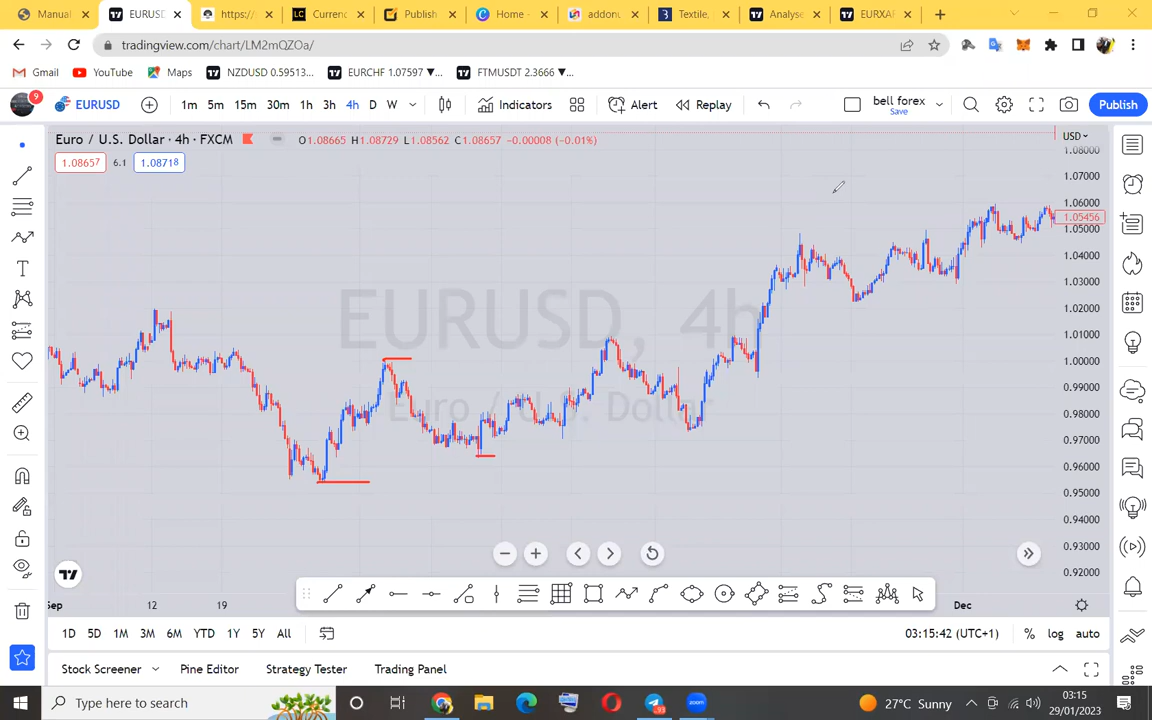 Manual
EURUSD
https://
LC Currenc
Publish
Home -
addonu
Textile,
Analyse
EURXAF
tradingview.com/chart/LM2mQZOa/
Gmail
YouTube
Maps
NZDUSD 0.59513...
EURCHF 1.07597 ▼...
FTMUSDT 2.3666 ▼...
9
EURUSD
1m 5m 15m 30m 1h 3h 4h D W
Indicators
Alert
Replay
bell forex
Save
Publish
Euro / U.S. Dollar · 4h · FXCM
O1.08665 H1.08729 L1.08562 C1.08657 -0.00008 (-0.01%)
USD
1.08657 6.1 1.08718
1.08000
1.07000
1.06000
1.05456
1.05000
1.04000
1.03000
1.02000
1.01000
1.00000
0.99000
0.98000
0.97000
0.96000
0.95000
0.94000
0.93000
0.92000
EURUSD, 4h
Euro / U.S. Dollar
Sep 12 19 Dec
1D 5D 1M 3M 6M YTD 1Y 5Y All
03:15:42 (UTC+1) % log auto
Stock Screener
Pine Editor
Strategy Tester
Trading Panel
Type here to search
zoom
27°C Sunny
03:15
29/01/2023